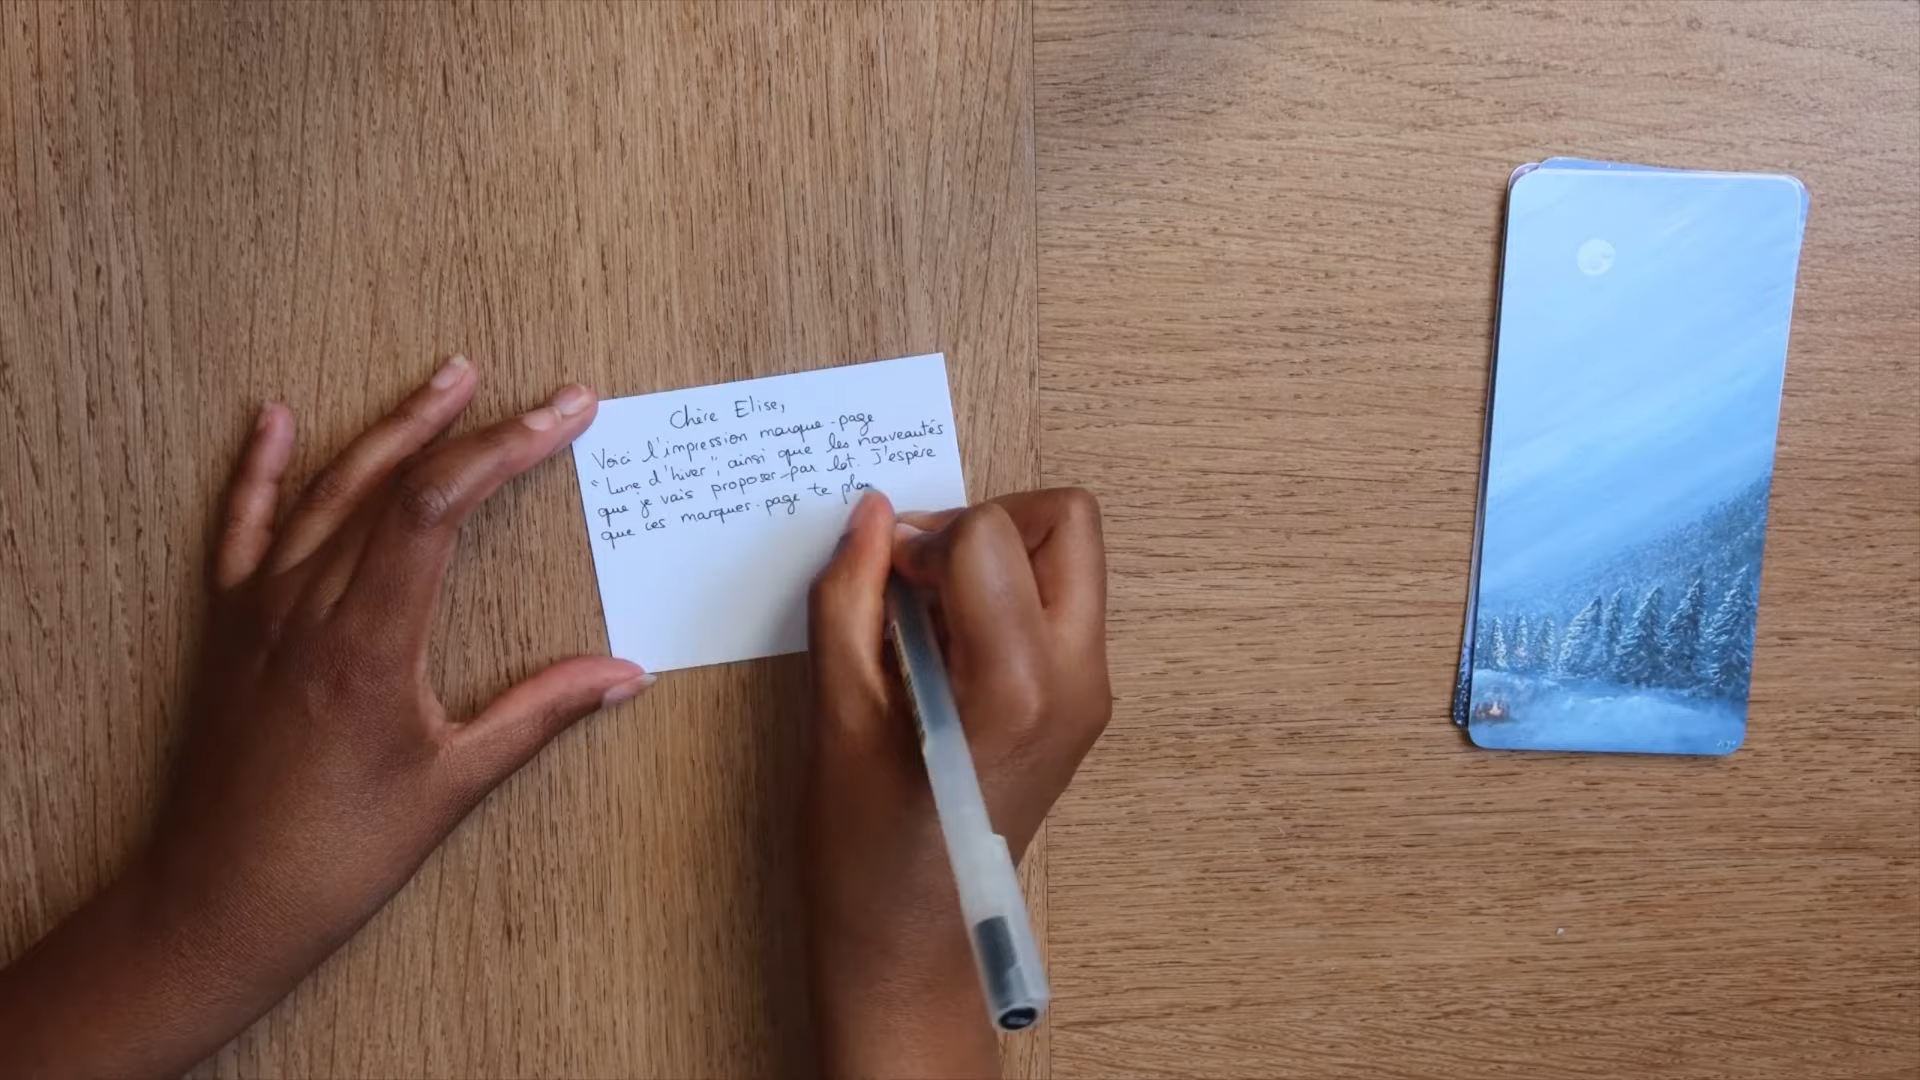 Chère Elise,
Voici l'impression marque-page
"Lune d'hiver", ainsi que les nouveautés
que je vais proposer par lot. J'espère
que ces marques-page te plai